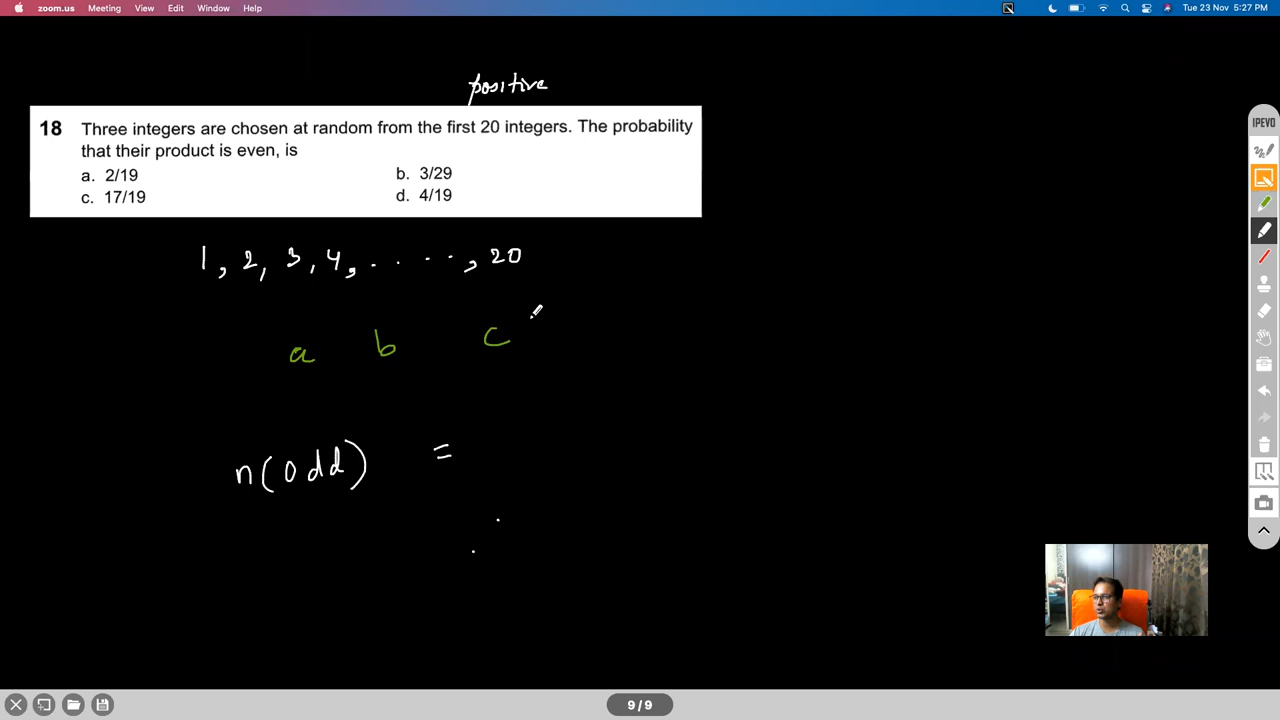 zoom.us Meeting View Edit Window Help Tue 23 Nov 5:27 PM
positive
18 Three integers are chosen at random from the first 20 integers. The probability
that their product is even, is
a. 2/19 b. 3/29
c. 17/19 d. 4/19
IPEVO
1, 2, 3, 4, . . . . . , 20
a b c
n(odd) =
9/9